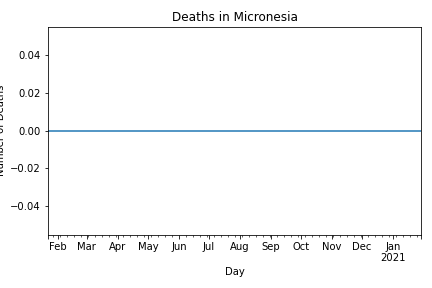 Deaths in Micronesia
Number of Deaths
0.04
0.02
0.00
−0.02
−0.04
Feb Mar Apr May Jun Jul Aug Sep Oct Nov Dec Jan
2021
Day